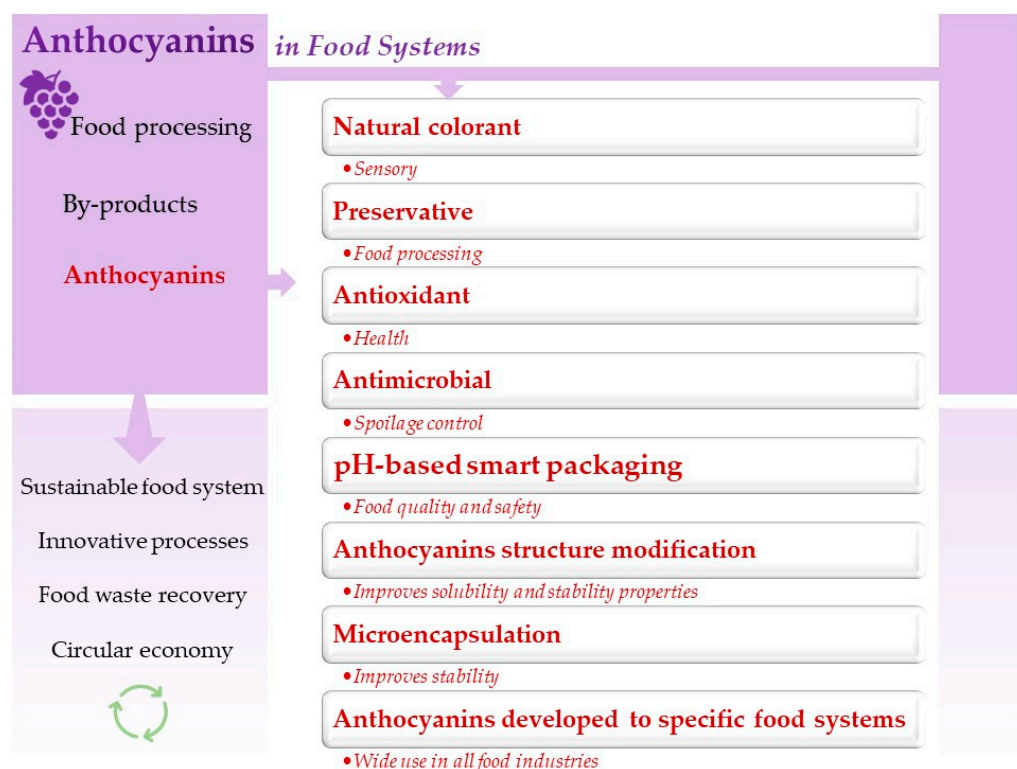 Anthocyanins in Food Systems
Food processing
By-products
Anthocyanins
Sustainable food system
Innovative processes
Food waste recovery
Circular economy
Natural colorant
•Sensory
Preservative
•Food processing
Antioxidant
•Health
Antimicrobial
•Spoilage control
pH-based smart packaging
•Food quality and safety
Anthocyanins structure modification
•Improves solubility and stability properties
Microencapsulation
•Improves stability
Anthocyanins developed to specific food systems
•Wide use in all food industries